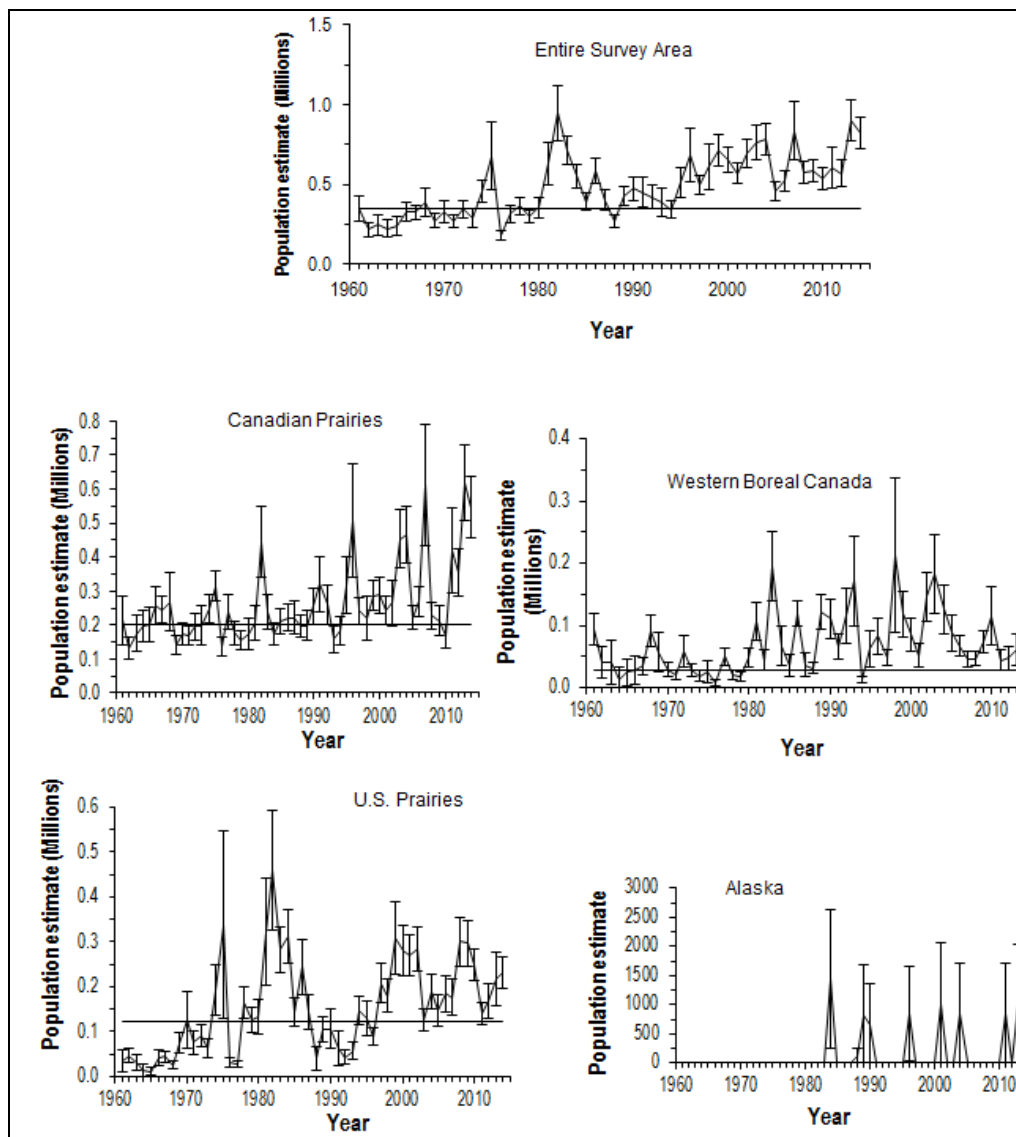 Entire Survey Area
Population estimate (Millions)
1.5
1.0
0.5
0.0
1960 1970 1980 1990 2000 2010
Year
Canadian Prairies
Population estimate (Millions)
0.8
0.7
0.6
0.5
0.4
0.3
0.2
0.1
0.0
1960 1970 1980 1990 2000 2010
Year
Western Boreal Canada
Population estimate
(Millions)
0.4
0.3
0.2
0.1
0.0
1960 1970 1980 1990 2000 2010
Year
U.S. Prairies
Population estimate (Millions)
0.6
0.5
0.4
0.3
0.2
0.1
0.0
1960 1970 1980 1990 2000 2010
Year
Alaska
Population estimate
3000
2500
2000
1500
1000
500
0
1960 1970 1980 1990 2000 2010
Year